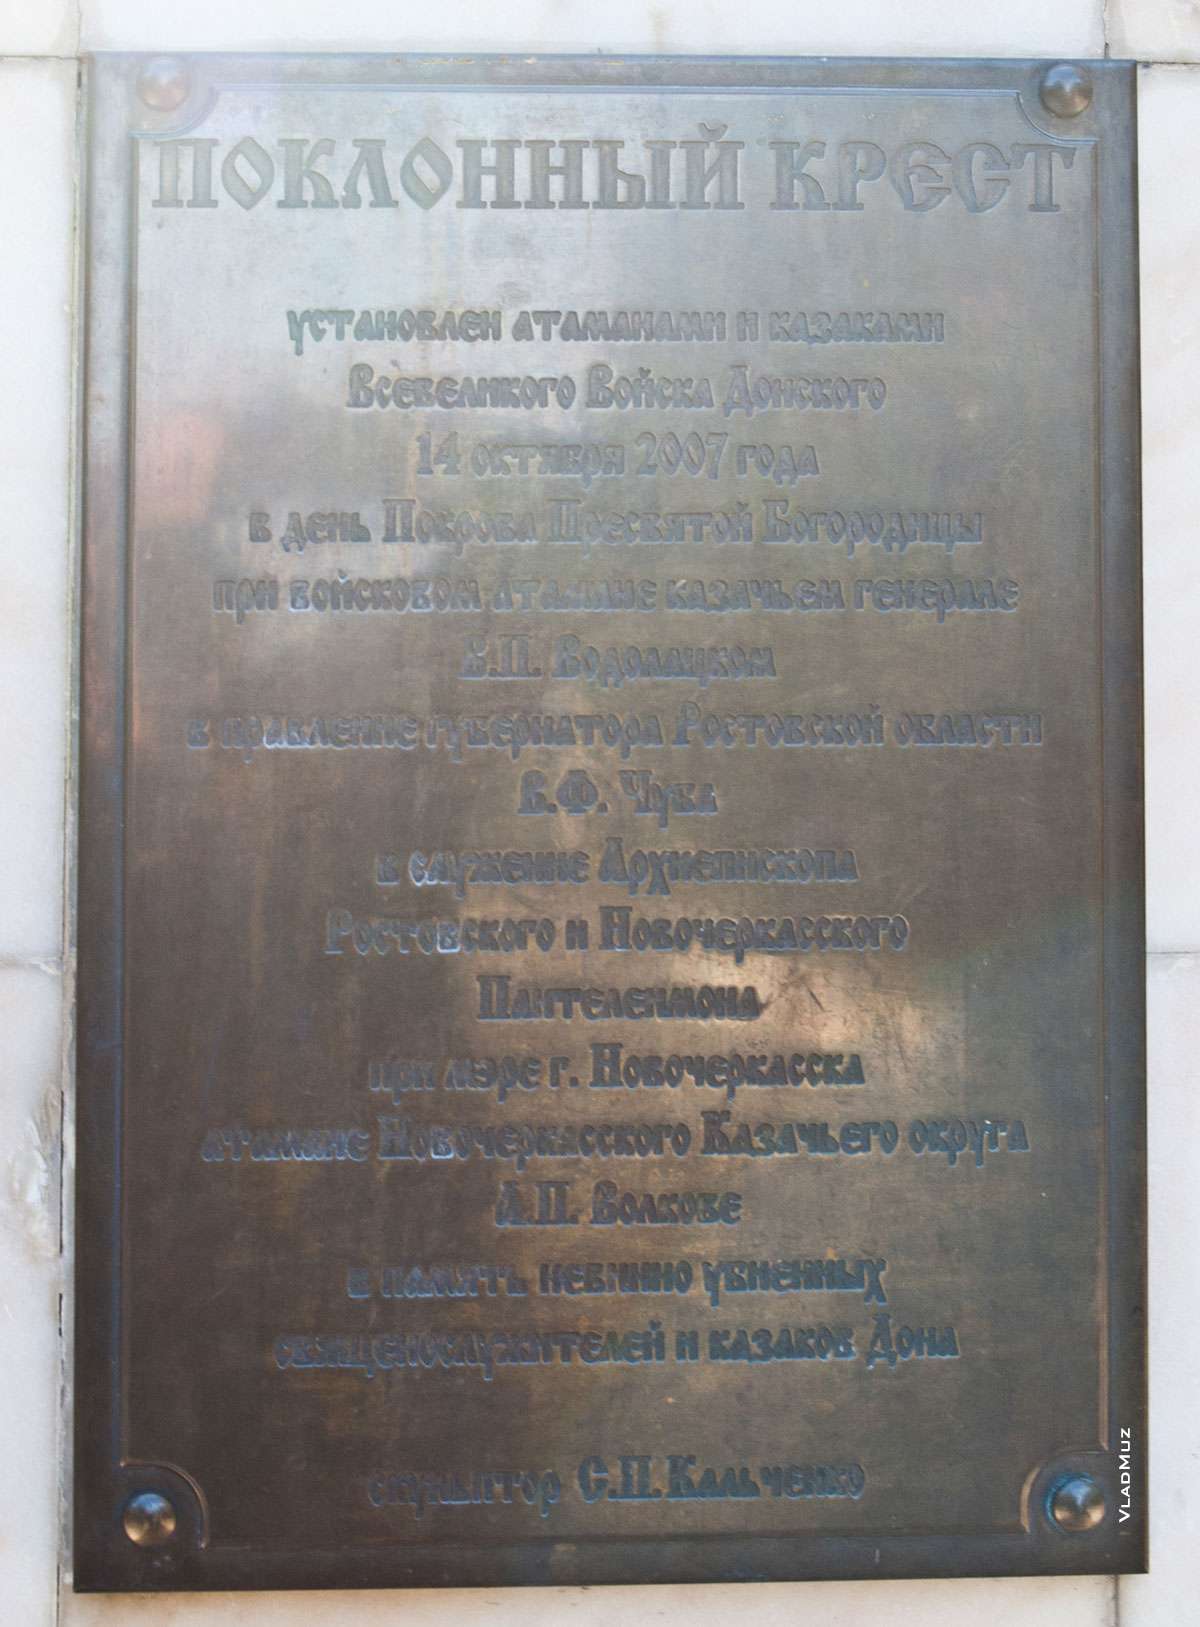 ПОКЛОННЫЙ КРЕСТ
установлен атаманами и казаками
Всевеликого Войска Донского
14 октября 2007 года
в день Покрова Пресвятой Богородицы
при войсковом атамане казачьем генерале
В.П. Водолацком
в правление губернатора Ростовской области
В.Ф. Чуба
в служение Архиепископа
Ростовского и Новочеркасского
Пантелеимона
при мэре г. Новочеркасска
атамане Новочеркасского Казачьего округа
А.П. Волкове
в память невинно убиенных
священослужителей и казаков Дона
скульптор С.П.Кальченко
VladMuz